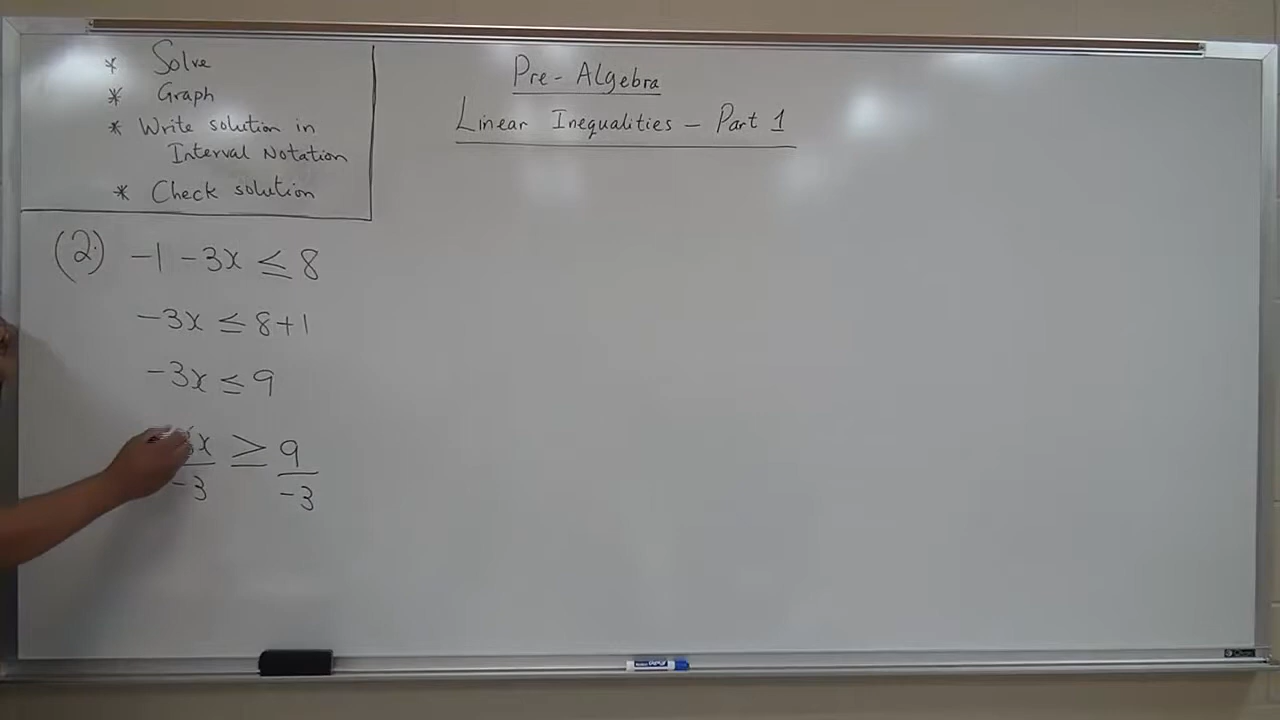 * Solve
* Graph
* Write solution in
Interval Notation
* Check solution
Pre-Algebra
Linear Inequalities – Part 1
(2.) -1 -3x ≤ 8
-3x ≤ 8+1
-3x ≤ 9
x ≥ 9
-3 -3